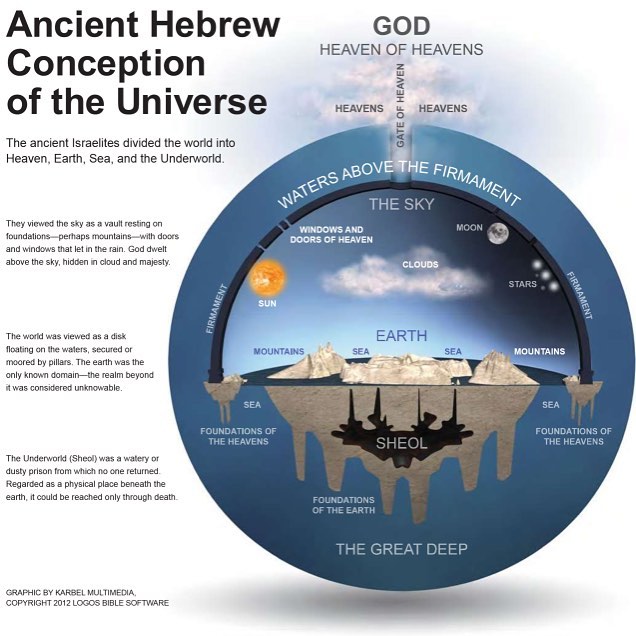 Ancient Hebrew
Conception
of the Universe
The ancient Israelites divided the world into
Heaven, Earth, Sea, and the Underworld.
They viewed the sky as a vault resting on
foundations—perhaps mountains—with doors
and windows that let in the rain. God dwelt
above the sky, hidden in cloud and majesty.
The world was viewed as a disk
floating on the waters, secured or
moored by pillars. The earth was the
only known domain—the realm beyond
it was considered unknowable.
The Underworld (Sheol) was a watery or
dusty prison from which no one returned.
Regarded as a physical place beneath the
earth, it could be reached only through death.
GRAPHIC BY KARBEL MULTIMEDIA,
COPYRIGHT 2012 LOGOS BIBLE SOFTWARE
GOD
HEAVEN OF HEAVENS
HEAVENS
GATE OF HEAVEN
HEAVENS
WATERS ABOVE THE FIRMAMENT
THE SKY
WINDOWS AND
DOORS OF HEAVEN
MOON
CLOUDS
STARS
SUN
FIRMAMENT
FIRMAMENT
EARTH
MOUNTAINS
SEA
SEA
MOUNTAINS
SEA
SEA
FOUNDATIONS OF
THE HEAVENS
FOUNDATIONS OF
THE HEAVENS
SHEOL
FOUNDATIONS
OF THE EARTH
THE GREAT DEEP